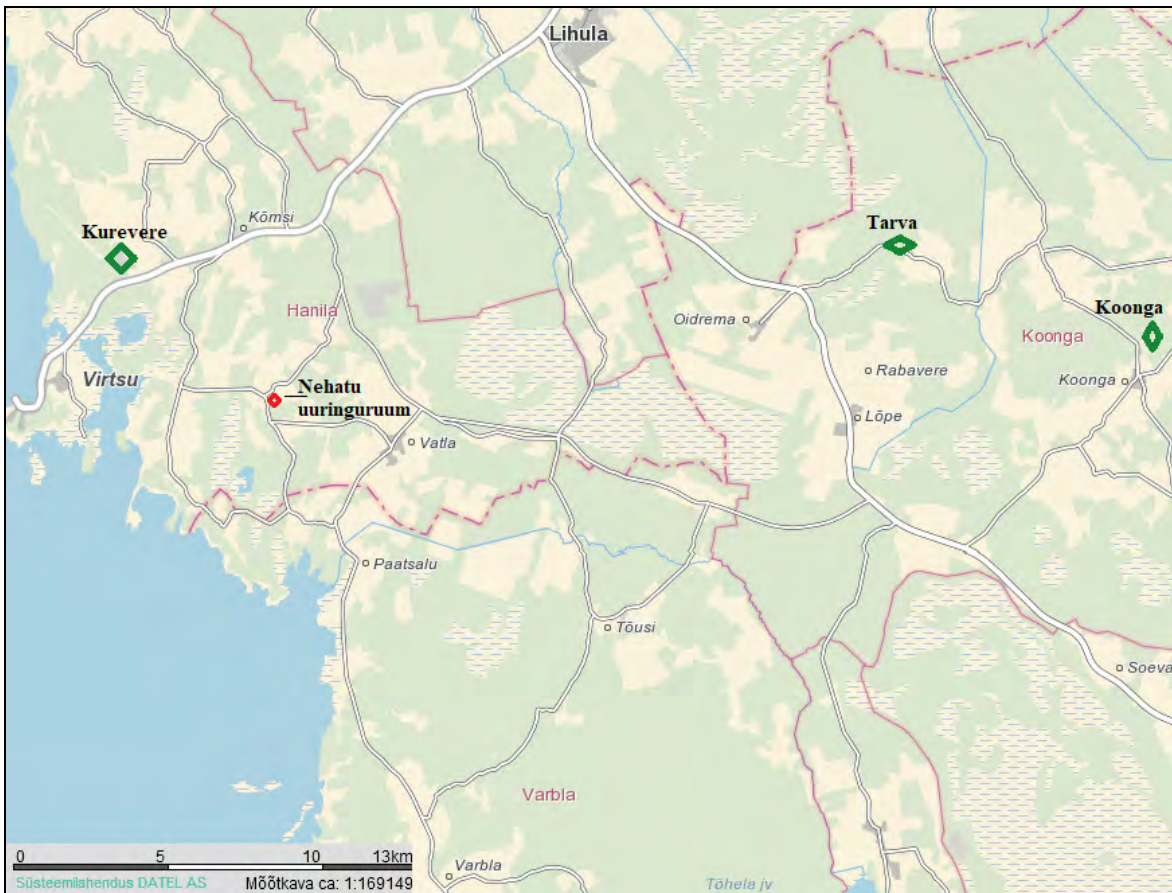 Lihula
Kõmsi
Kurevere
Tarva
Hanila
Oidrema
Koonga
Koonga
Rabavere
Koonga
Virtsu
Nehatu
uuringuruum
Lõpe
Vatla
Paatsalu
Tõusi
Soeva
Varbla
Varbla
Tõhela jv
0 5 10 13km
Süsteemilahendus DATEL AS Mõõtkava ca: 1:169149